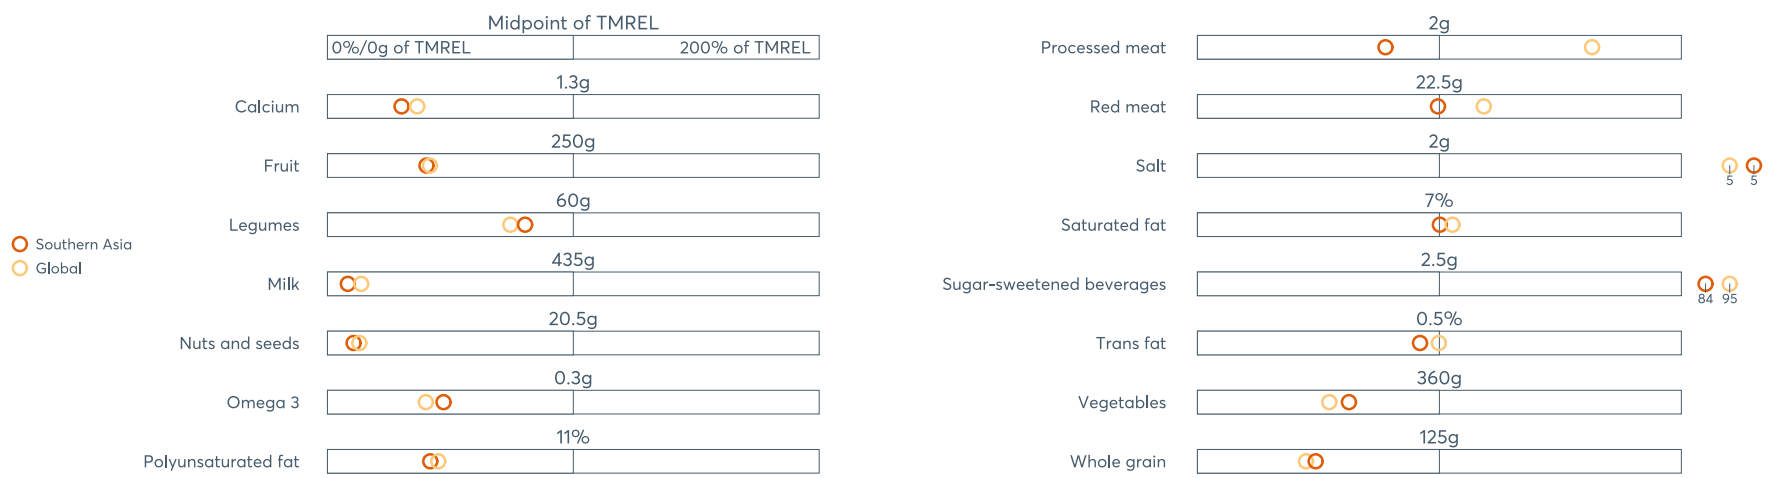 Midpoint of TMREL
0%/0g of TMREL 200% of TMREL
Calcium 1.3g
Fruit 250g
Legumes 60g
Milk 435g
Nuts and seeds 20.5g
Omega 3 0.3g
Polyunsaturated fat 11%
Southern Asia
Global
Processed meat 2g
Red meat 22.5g
Salt 2g
5 5
Saturated fat 7%
Sugar-sweetened beverages 2.5g
84 95
Trans fat 0.5%
Vegetables 360g
Whole grain 125g